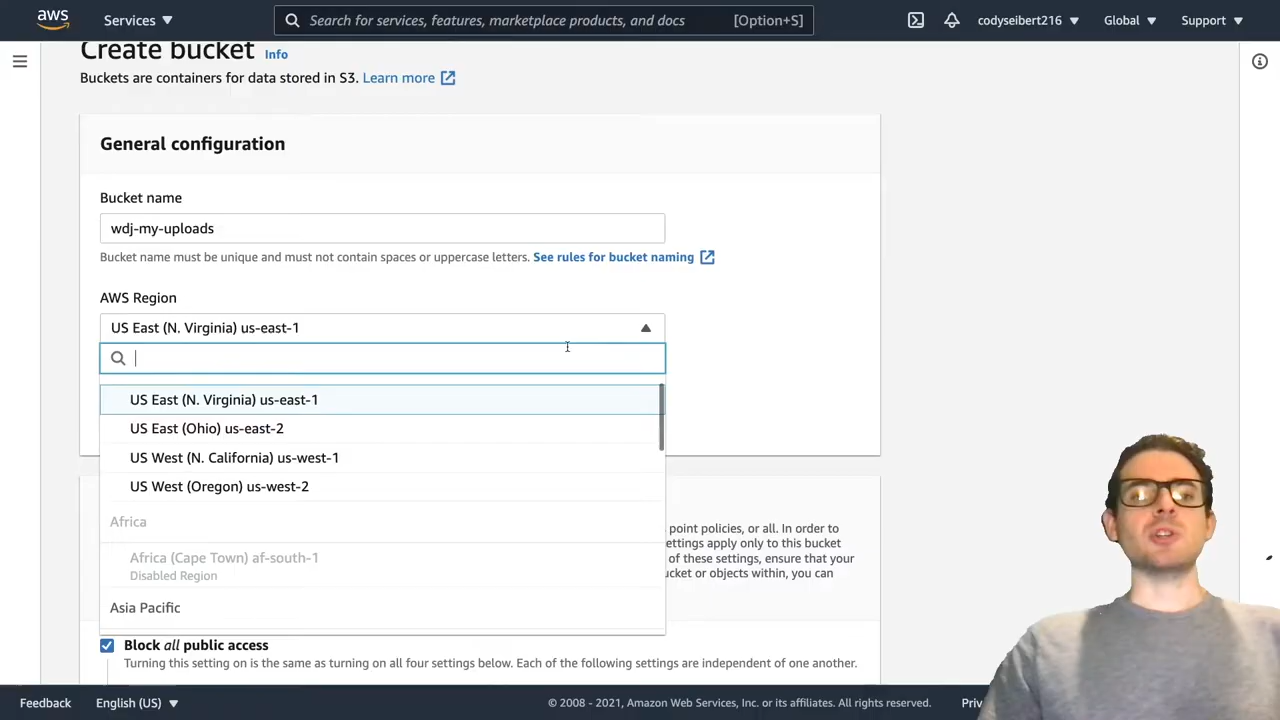 aws Services Search for services, features, marketplace products, and docs [Option+S] codyseibert216 Global Support
Create bucket Info
Buckets are containers for data stored in S3. Learn more
General configuration
Bucket name
wdj-my-uploads
Bucket name must be unique and must not contain spaces or uppercase letters. See rules for bucket naming
AWS Region
US East (N. Virginia) us-east-1
US East (N. Virginia) us-east-1
US East (Ohio) us-east-2
US West (N. California) us-west-1
US West (Oregon) us-west-2
Africa
point policies, or all. In order to
ettings apply only to this bucket
Africa (Cape Town) af-south-1
of these settings, ensure that your
Disabled Region
ucket or objects within, you can
Asia Pacific
Block all public access
Turning this setting on is the same as turning on all four settings below. Each of the following settings are independent of one another.
Feedback English (US) © 2008 - 2021, Amazon Web Services, Inc. or its affiliates. All rights reserved. Priv